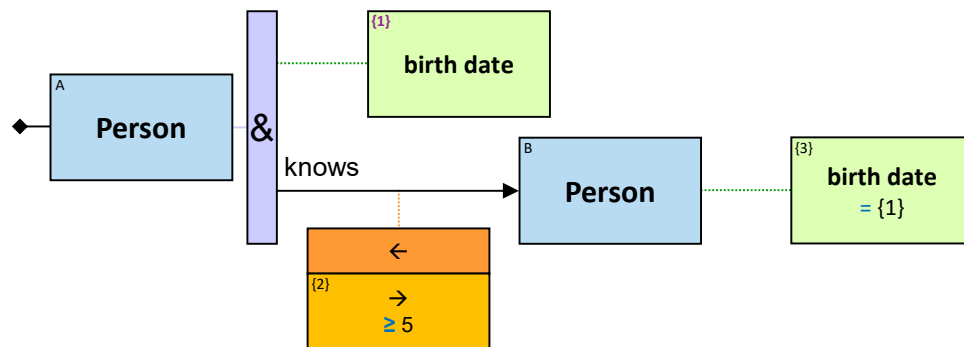 {1}
birth date
A
Person
&
knows
B
Person
{3}
birth date
= {1}
←
{2}
→
≥ 5